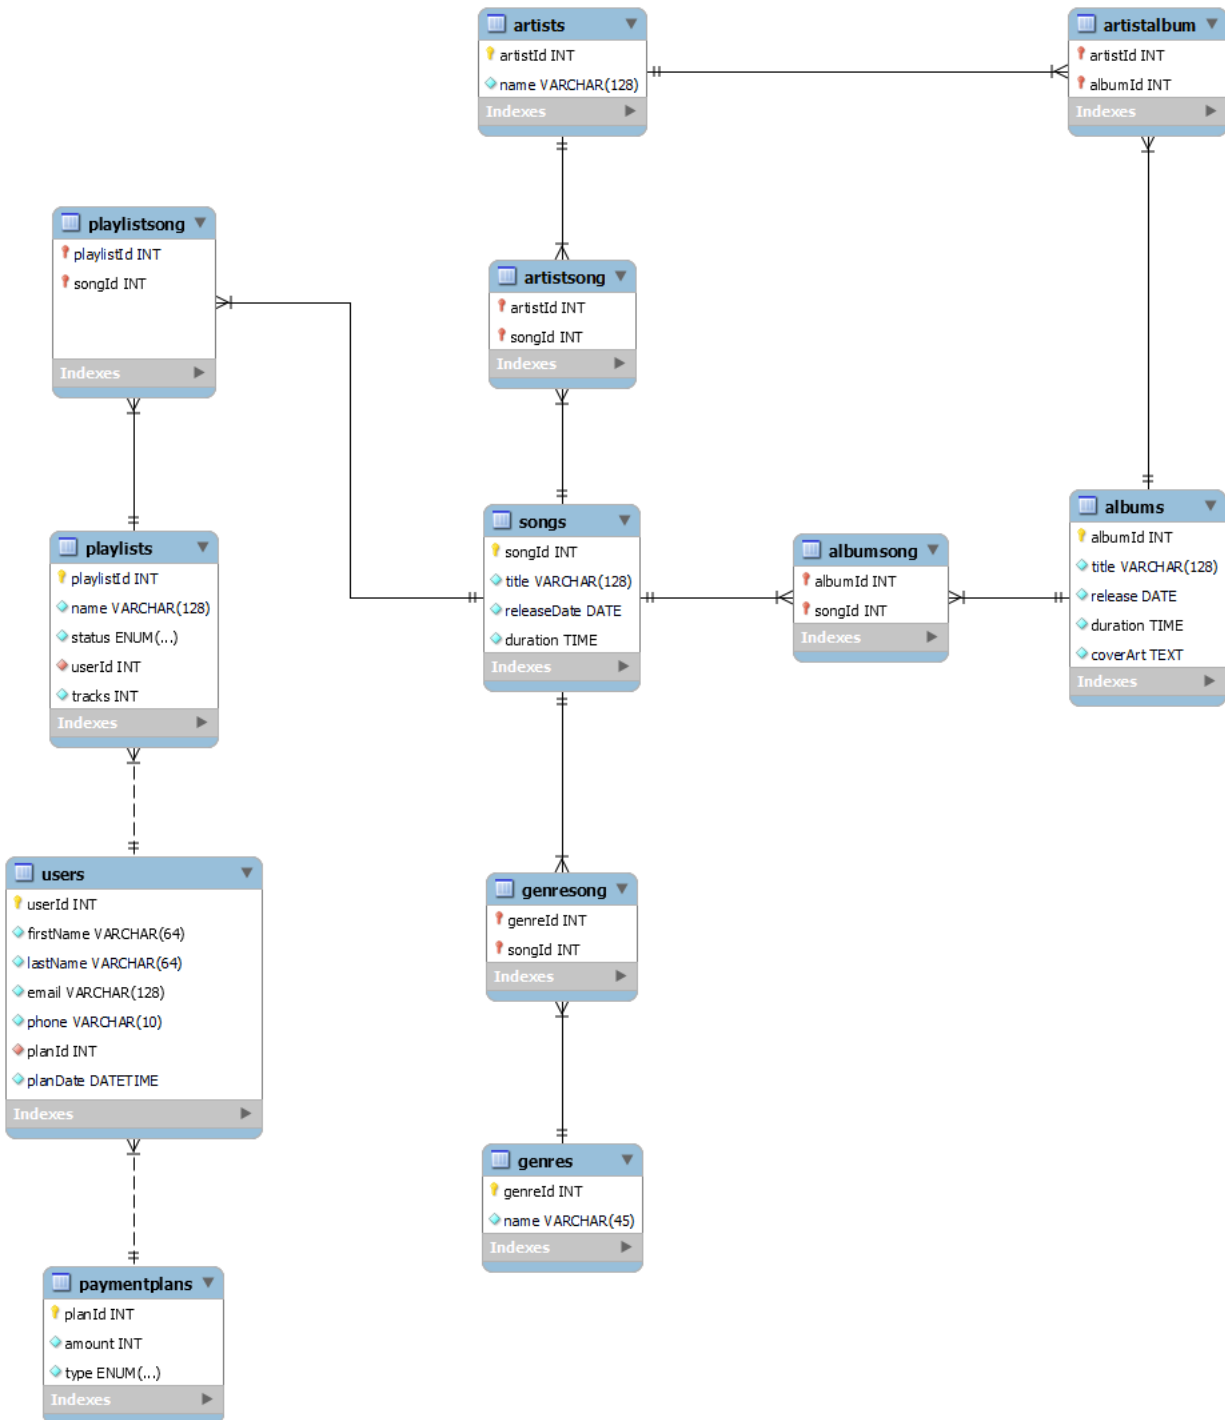 artists
artistId INT
name VARCHAR(128)
Indexes
artistalbum
artistId INT
albumId INT
Indexes
playlistsong
playlistId INT
songId INT
Indexes
artistsong
artistId INT
songId INT
Indexes
playlists
playlistId INT
name VARCHAR(128)
status ENUM(...)
userId INT
tracks INT
Indexes
songs
songId INT
title VARCHAR(128)
releaseDate DATE
duration TIME
Indexes
albumsong
albumId INT
songId INT
Indexes
albums
albumId INT
title VARCHAR(128)
release DATE
duration TIME
coverArt TEXT
Indexes
users
userId INT
firstName VARCHAR(64)
lastName VARCHAR(64)
email VARCHAR(128)
phone VARCHAR(10)
planId INT
planDate DATETIME
Indexes
genresong
genreId INT
songId INT
Indexes
genres
genreId INT
name VARCHAR(45)
Indexes
paymentplans
planId INT
amount INT
type ENUM(...)
Indexes